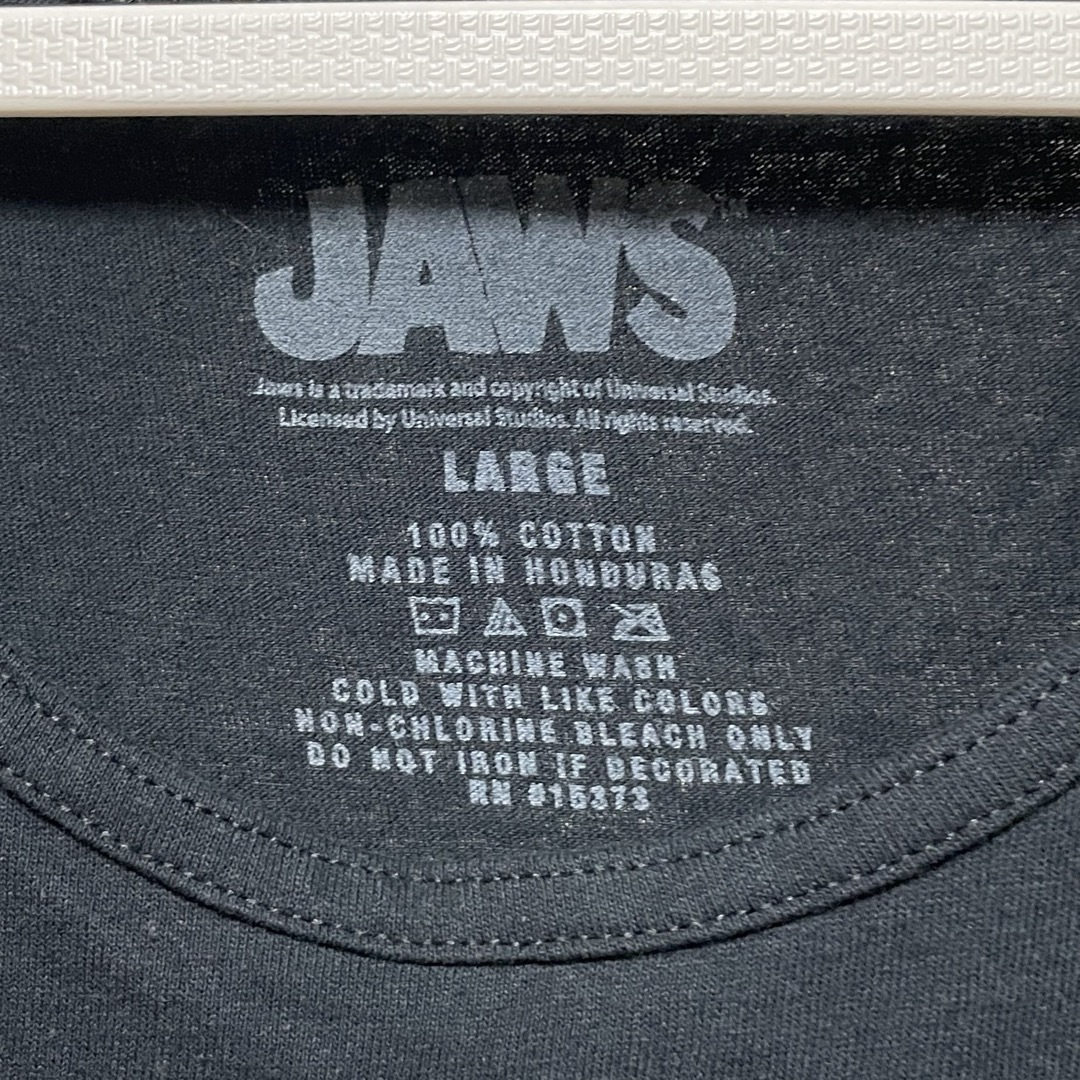 JAWS™
Jaws is a trademark and copyright of Universal Studios.
Licensed by Universal Studios. All rights reserved.
LARGE
100% COTTON
MADE IN HONDURAS
MACHINE WASH
COLD WITH LIKE COLORS
NON-CHLORINE BLEACH ONLY
DO NOT IRON IF DECORATED
RN #15373